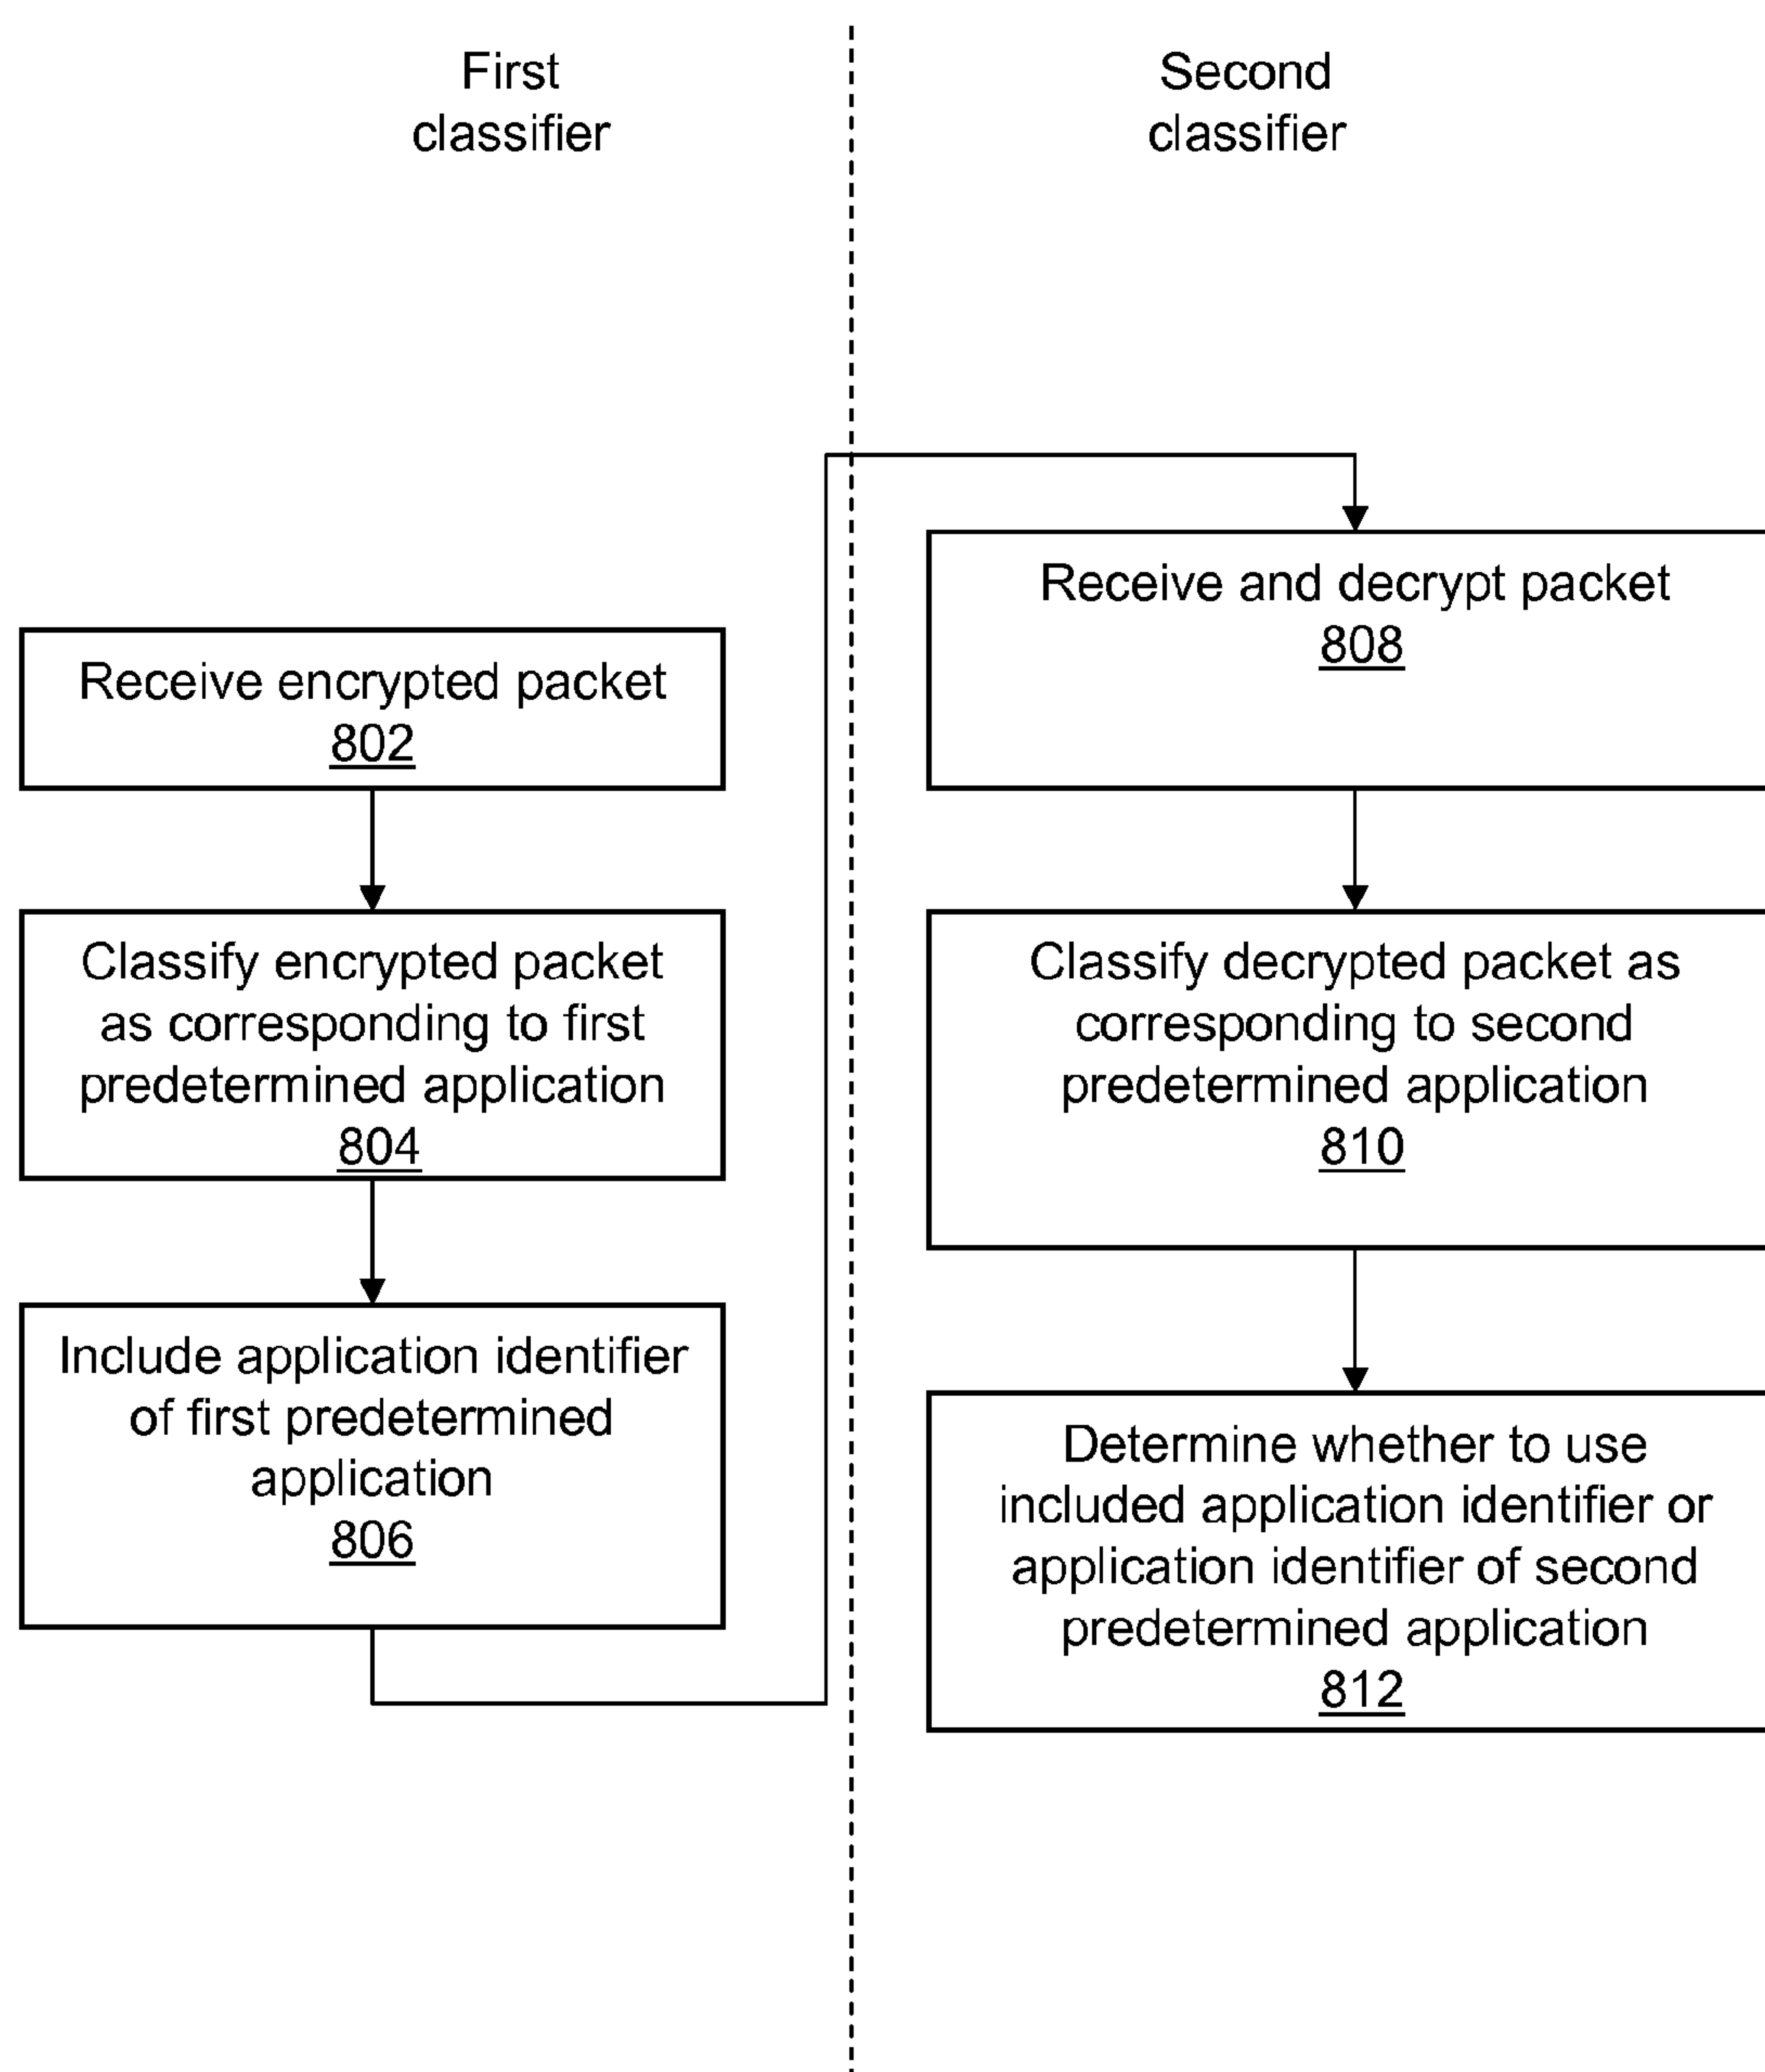 First
classifier
Second
classifier
Receive encrypted packet
802
Classify encrypted packet
as corresponding to first
predetermined application
804
Include application identifier
of first predetermined
application
806
Receive and decrypt packet
808
Classify decrypted packet as
corresponding to second
predetermined application
810
Determine whether to use
included application identifier or
application identifier of second
predetermined application
812